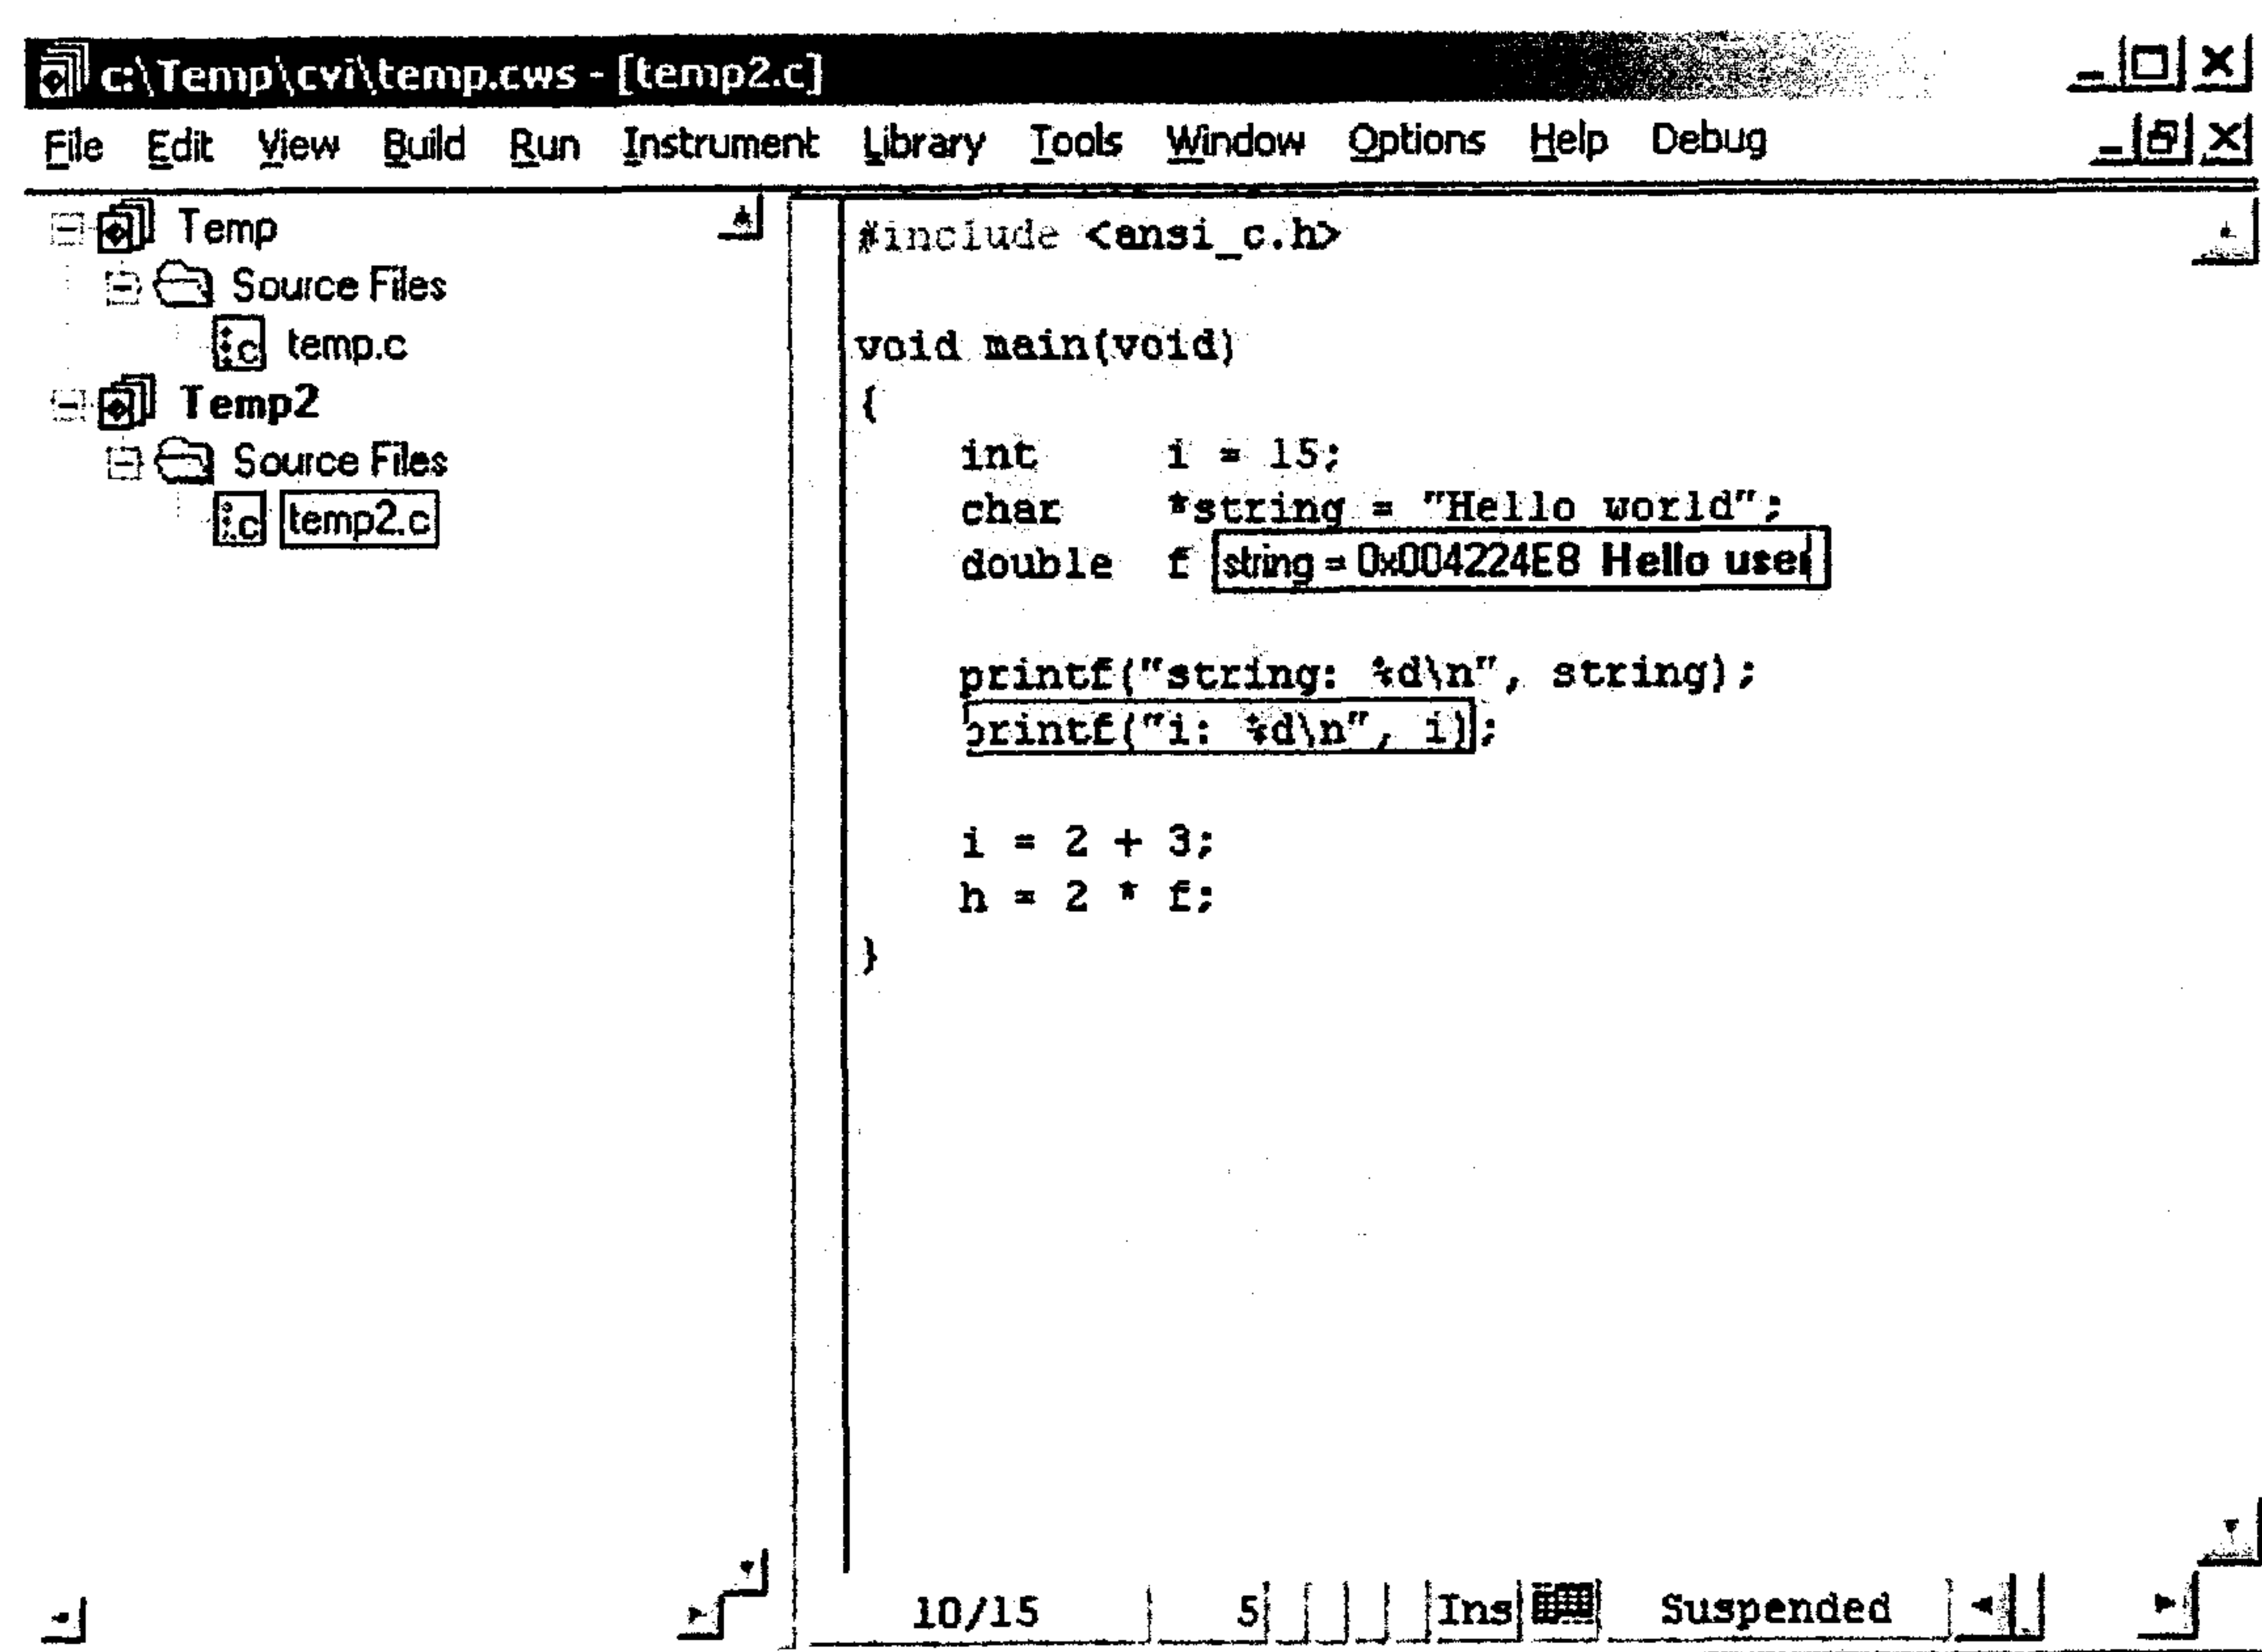 c:\Temp\cvi\temp.cws - [temp2.c]
File Edit View Build Run Instrument Library Tools Window Options Help Debug
Temp
Source Files
temp.c
Temp2
Source Files
temp2.c
#include <ansi_c.h>
void main(void)
{
int i = 15;
char *string = "Hello world";
double f string = 0x004224E8 Hello user
printf("string: %d\n", string);
printf("i: %d\n", i);
i = 2 + 3;
h = 2 * f;
}
10/15 5 Ins Suspended